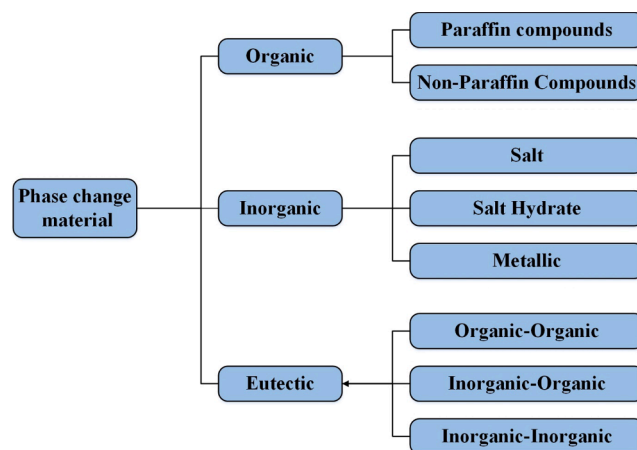 Phase change
material
Organic
Paraffin compounds
Non-Paraffin Compounds
Inorganic
Salt
Salt Hydrate
Metallic
Eutectic
Organic-Organic
Inorganic-Organic
Inorganic-Inorganic